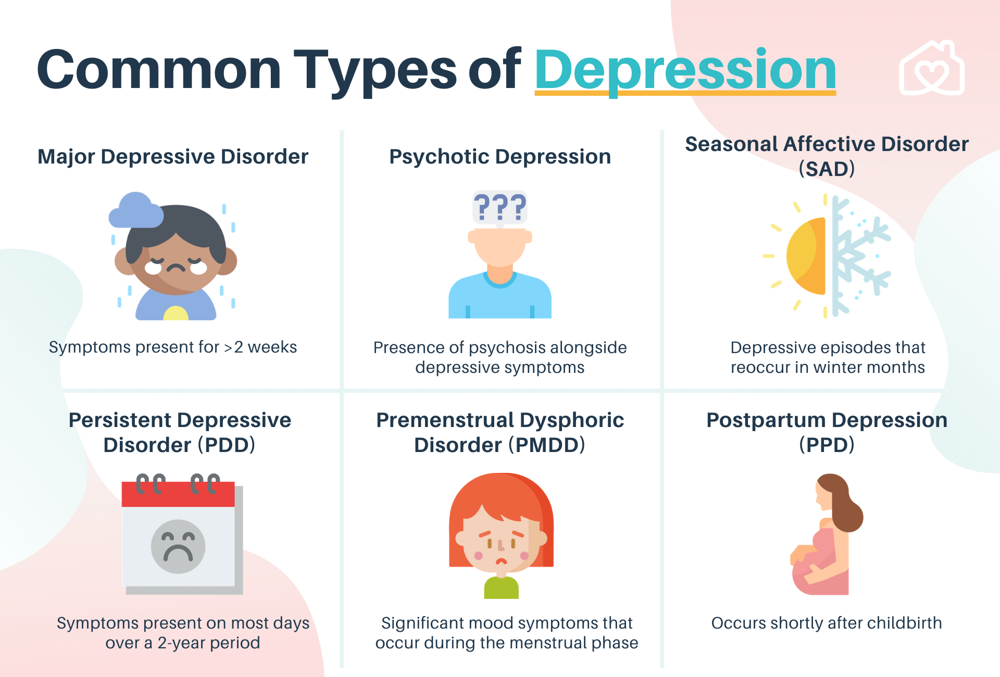 Common Types of Depression
Major Depressive Disorder
Symptoms present for >2 weeks
Psychotic Depression
???
Presence of psychosis alongside
depressive symptoms
Seasonal Affective Disorder
(SAD)
Depressive episodes that
reoccur in winter months
Persistent Depressive
Disorder (PDD)
Symptoms present on most days
over a 2-year period
Premenstrual Dysphoric
Disorder (PMDD)
Significant mood symptoms that
occur during the menstrual phase
Postpartum Depression
(PPD)
Occurs shortly after childbirth